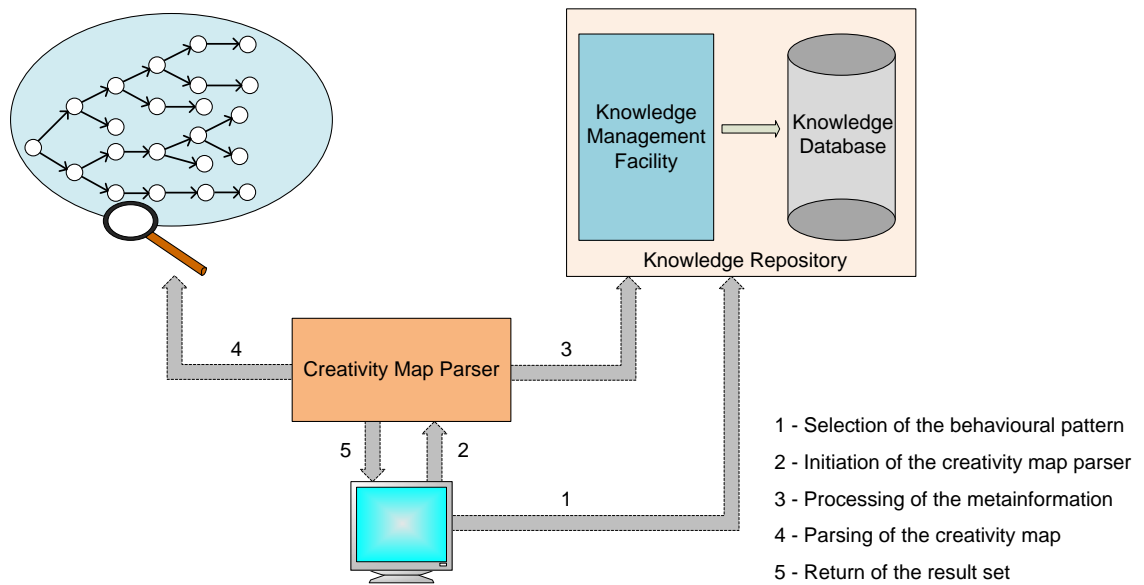 Knowledge
Management
Facility
Knowledge
Database
Knowledge Repository
4
Creativity Map Parser
3
5
2
1
1 - Selection of the behavioural pattern
2 - Initiation of the creativity map parser
3 - Processing of the metainformation
4 - Parsing of the creativity map
5 - Return of the result set